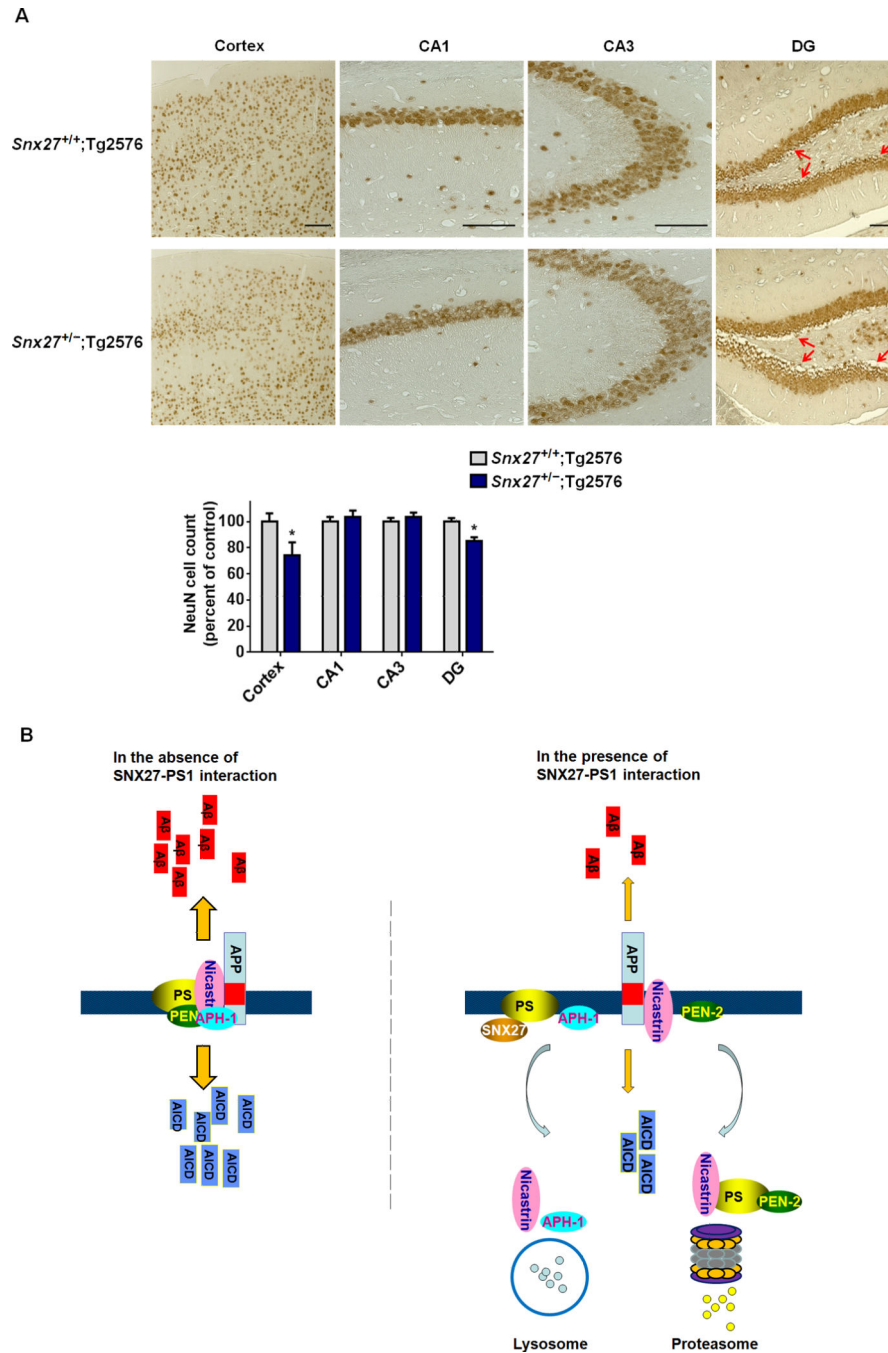 A
Cortex CA1 CA3 DG
Snx27+/+;Tg2576
Snx27+/−;Tg2576
Snx27+/+;Tg2576
Snx27+/−;Tg2576
NeuN cell count
(percent of control)
100
80
60
40
20
0
* *
Cortex CA1 CA3 DG
B
In the absence of
SNX27-PS1 interaction
In the presence of
SNX27-PS1 interaction
Aβ
Aβ
Aβ
Aβ
Aβ
Aβ
Aβ
Aβ
Aβ
Aβ
APP
Nicastrin
PS
PEN
APH-1
APP
PS
SNX27
APH-1
Nicastrin
PEN-2
AICD
AICD
AICD
AICD
AICD
AICD
AICD
AICD
AICD
AICD
Nicastrin
APH-1
Nicastrin
PS
PEN-2
Lysosome
Proteasome